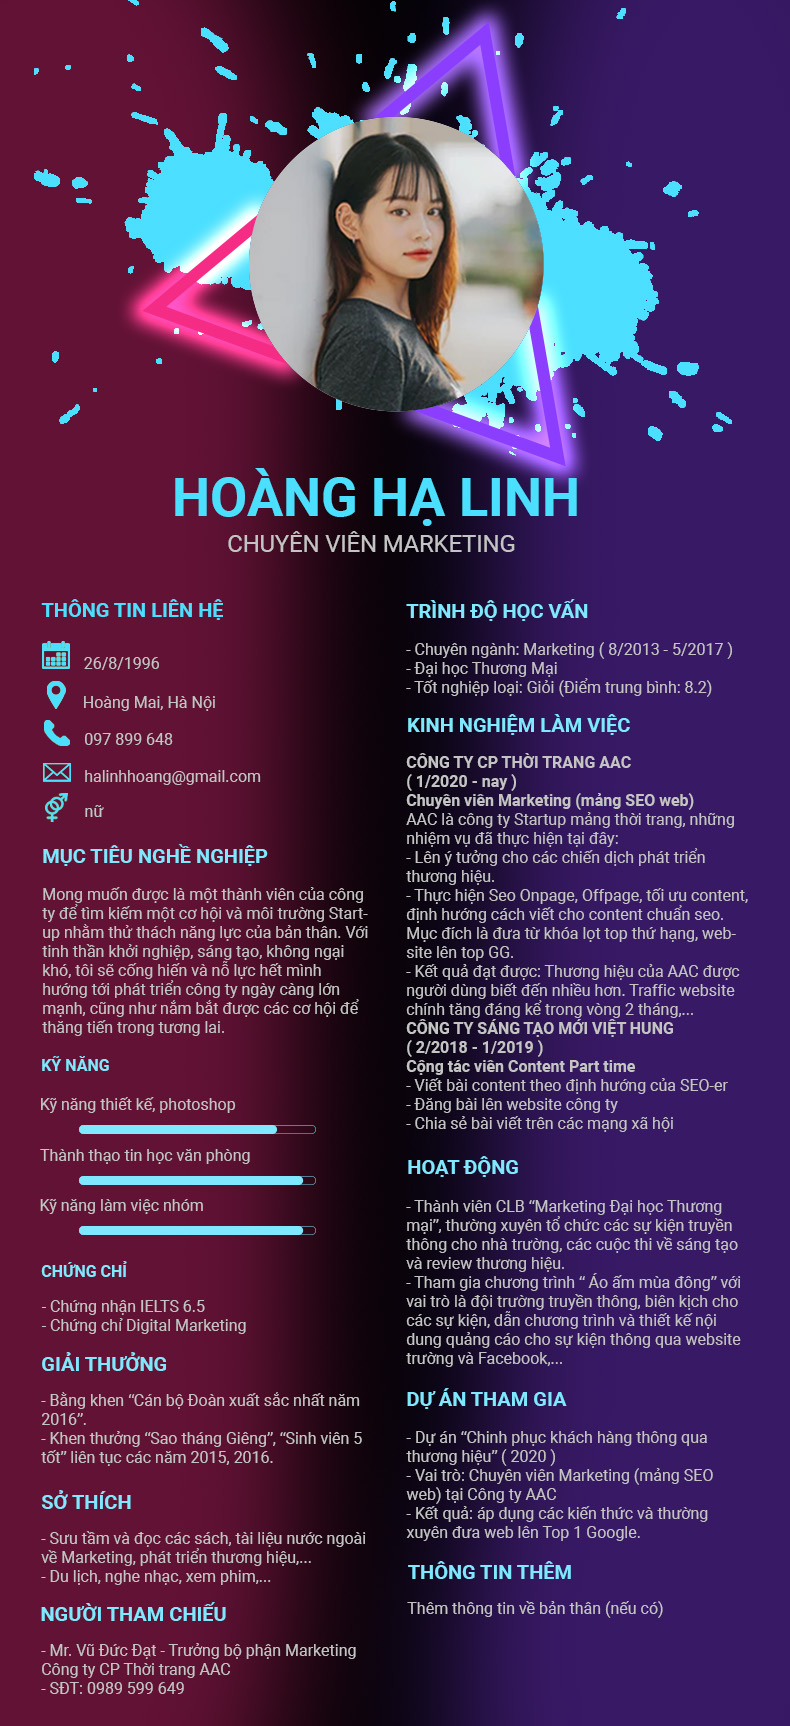 HOÀNG HẠ LINH
CHUYÊN VIÊN MARKETING
THÔNG TIN LIÊN HỆ
26/8/1996
Hoàng Mai, Hà Nội
097 899 648
halinhhoang@gmail.com
nữ
MỤC TIÊU NGHỀ NGHIỆP
Mong muốn được là một thành viên của công
ty để tìm kiếm một cơ hội và môi trường Start-
up nhằm thử thách năng lực của bản thân. Với
tinh thần khởi nghiệp, sáng tạo, không ngại
khó, tôi sẽ cống hiến và nỗ lực hết mình
hướng tới phát triển công ty ngày càng lớn
mạnh, cũng như nắm bắt được các cơ hội để
thăng tiến trong tương lai.
KỸ NĂNG
Kỹ năng thiết kế, photoshop
Thành thạo tin học văn phòng
Kỹ năng làm việc nhóm
CHỨNG CHỈ
- Chứng nhận IELTS 6.5
- Chứng chỉ Digital Marketing
GIẢI THƯỞNG
- Bằng khen “Cán bộ Đoàn xuất sắc nhất năm
2016”.
- Khen thưởng “Sao tháng Giêng”, “Sinh viên 5
tốt” liên tục các năm 2015, 2016.
SỞ THÍCH
- Sưu tầm và đọc các sách, tài liệu nước ngoài
về Marketing, phát triển thương hiệu,...
- Du lịch, nghe nhạc, xem phim,...
NGƯỜI THAM CHIẾU
- Mr. Vũ Đức Đạt - Trưởng bộ phận Marketing
Công ty CP Thời trang AAC
- SĐT: 0989 599 649
TRÌNH ĐỘ HỌC VẤN
- Chuyên ngành: Marketing ( 8/2013 - 5/2017 )
- Đại học Thương Mại
- Tốt nghiệp loại: Giỏi (Điểm trung bình: 8.2)
KINH NGHIỆM LÀM VIỆC
CÔNG TY CP THỜI TRANG AAC
( 1/2020 - nay )
Chuyên viên Marketing (mảng SEO web)
AAC là công ty Startup mảng thời trang, những
nhiệm vụ đã thực hiện tại đây:
- Lên ý tưởng cho các chiến dịch phát triển
thương hiệu.
- Thực hiện Seo Onpage, Offpage, tối ưu content,
định hướng cách viết cho content chuẩn seo.
Mục đích là đưa từ khóa lọt top thứ hạng, web-
site lên top GG.
- Kết quả đạt được: Thương hiệu của AAC được
người dùng biết đến nhiều hơn. Traffic website
chính tăng đáng kể trong vòng 2 tháng,...
CÔNG TY SÁNG TẠO MỚI VIỆT HUNG
( 2/2018 - 1/2019 )
Cộng tác viên Content Part time
- Viết bài content theo định hướng của SEO-er
- Đăng bài lên website công ty
- Chia sẻ bài viết trên các mạng xã hội
HOẠT ĐỘNG
- Thành viên CLB “Marketing Đại học Thương
mại”, thường xuyên tổ chức các sự kiện truyền
thông cho nhà trường, các cuộc thi về sáng tạo
và review thương hiệu.
- Tham gia chương trình “ Áo ấm mùa đông” với
vai trò là đội trưởng truyền thông, biên kịch cho
các sự kiện, dẫn chương trình và thiết kế nội
dung quảng cáo cho sự kiện thông qua website
trường và Facebook,...
DỰ ÁN THAM GIA
- Dự án “Chinh phục khách hàng thông qua
thương hiệu” ( 2020 )
- Vai trò: Chuyên viên Marketing (mảng SEO
web) tại Công ty AAC
- Kết quả: áp dụng các kiến thức và thường
xuyên đưa web lên Top 1 Google.
THÔNG TIN THÊM
Thêm thông tin về bản thân (nếu có)